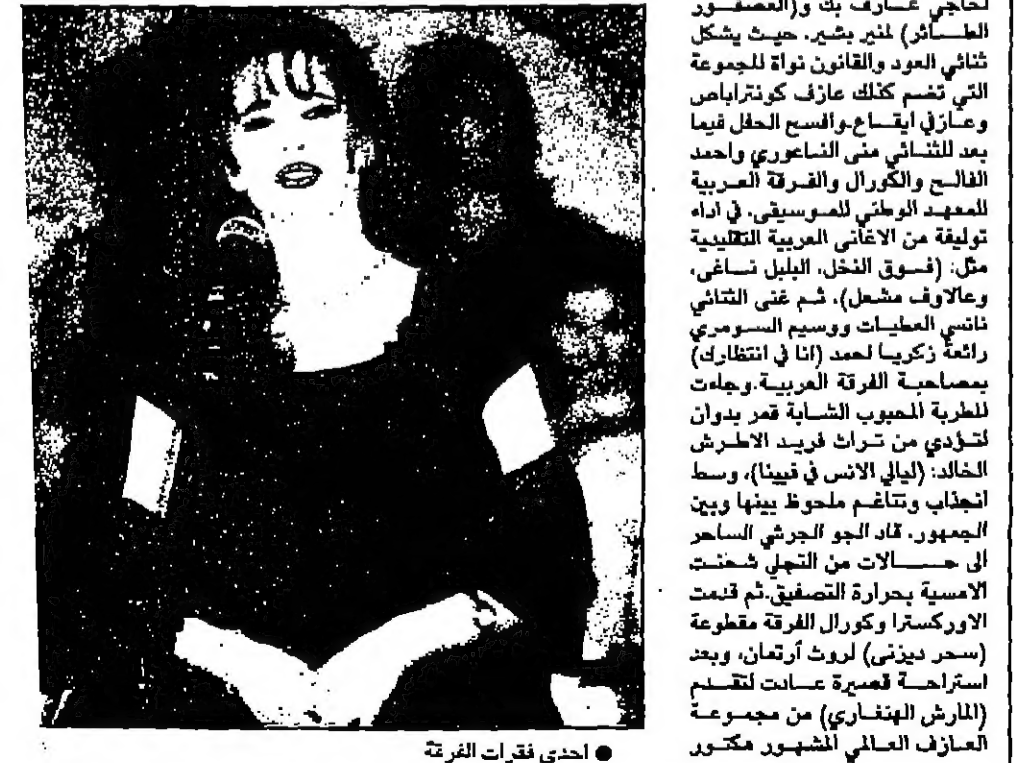 لحاجي عارف بك و(العصفور
الطائر) لمنير بشير. حيث يشكل
ثنائي العود والقانون نواة للجموعة
التي تضم كذلك عازف كونتراباص
وعازفي ايقاع.وافسح الحفل فيما
بعد للثنائي منى الناعوري واحمد
الفالح والكورال والفرقة العربية
للمعهد الوطني للموسيقى. في اداء
توليفة من الاغاني العربية التقليدية
مثل: (فوق النخل، البلبل ناغى،
وعالاوف مشعل)، ثم غنى الثنائي
نانسي العطيات ووسيم السومري
رائعة زكريا لحمد (انا في انتظارك)
بمصاحبة الفرقة العربية.وجاءت
للطربة المحبوب الشابة قمر بدوان
لتؤدي من تراث فريد الاطرش
الخالد: (ليالي الانس في فيينا)، وسط
انجذاب وتناغم ملحوظ بينها وبين
الجمهور. قاد الجو الجرشي الساحر
الى حالات من التجلي شحنت
الامسية بحرارة التصفيق.ثم قدمت
الاوركسترا وكورال الفرقة مقطوعة
(سحر ديزنى) لروث أرتمان، وبعد
استراحة قصيرة عادت لتقدم
(المارش الهنغاري) من مجموعة
العازف العالمي المشهور هكتور
● احدى فقرات الفرقة